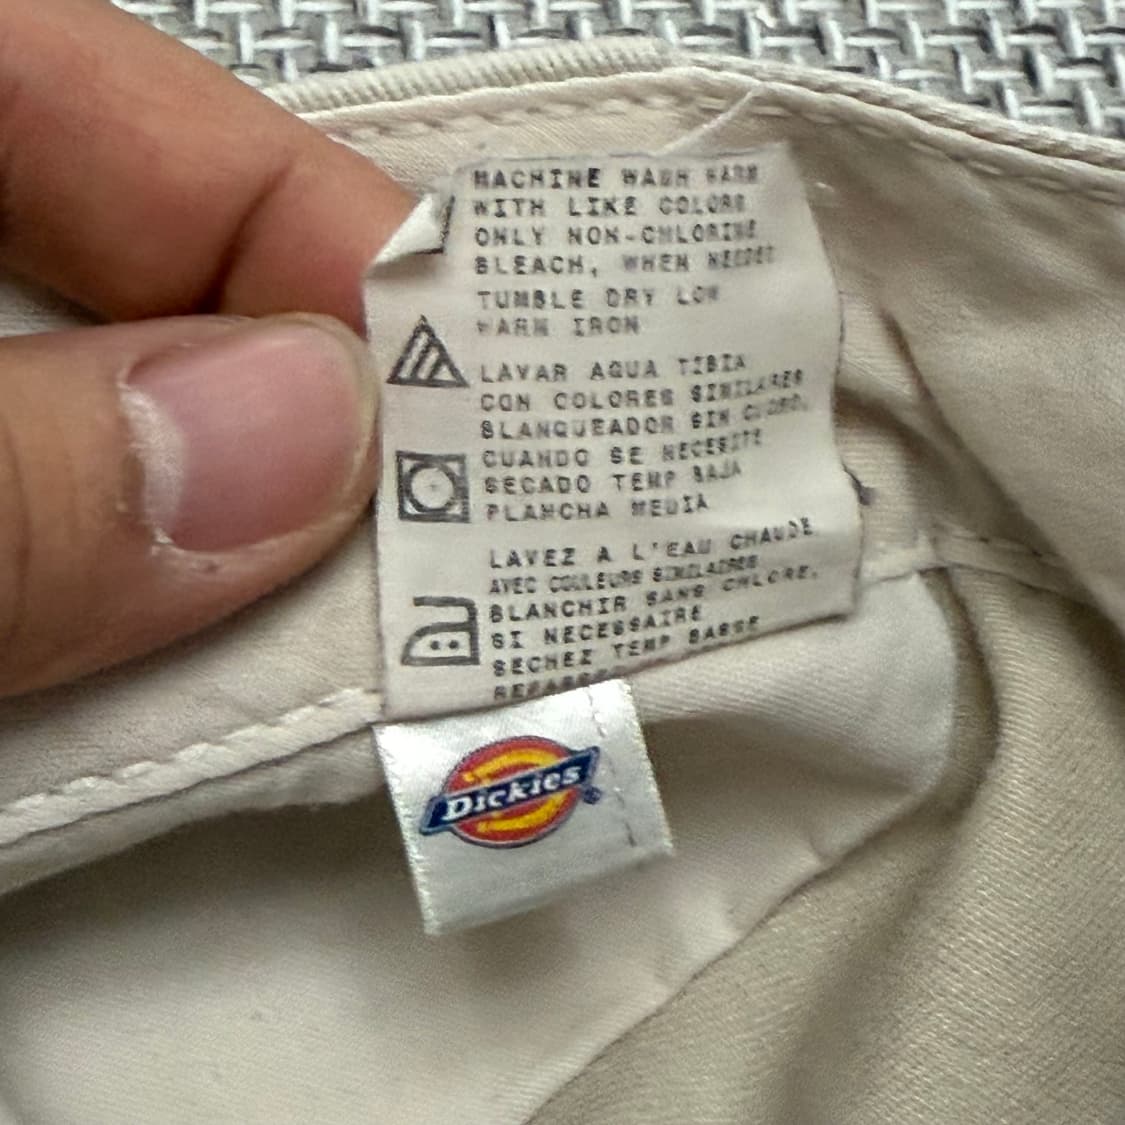 MACHINE WASH WARM
WITH LIKE COLORS
ONLY NON-CHLORINE
BLEACH, WHEN NEEDED
TUMBLE DRY LOW
WARM IRON
LAVAR AGUA TIBIA
CON COLORES SIMILARES
BLANQUEADOR SIN CLORO,
CUANDO SE NECESITE
SECADO TEMP BAJA
PLANCHA MEDIA
LAVEZ A L'EAU CHAUDE
AVEC COULEURS SIMILAIRES
BLANCHIR SANS CHLORE,
SI NECESSAIRE
SECHEZ TEMP BASSE
Dickies